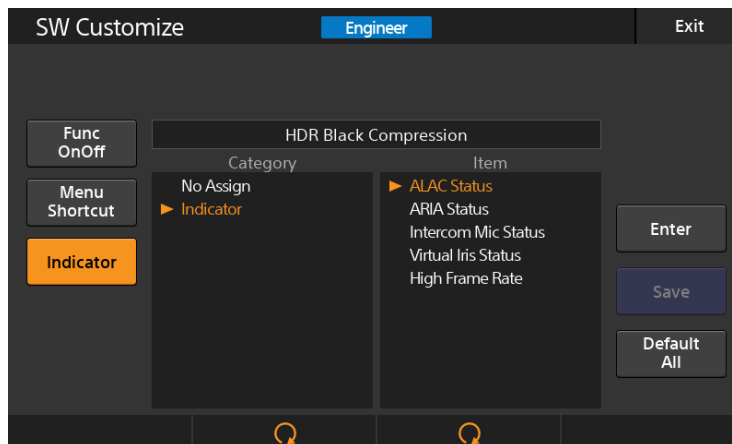 SW Customize
Engineer
Exit
Func
OnOff
HDR Black Compression
Category
Item
Menu
Shortcut
No Assign
Indicator
ALAC Status
ARIA Status
Intercom Mic Status
Virtual Iris Status
High Frame Rate
Indicator
Enter
Save
Default
All